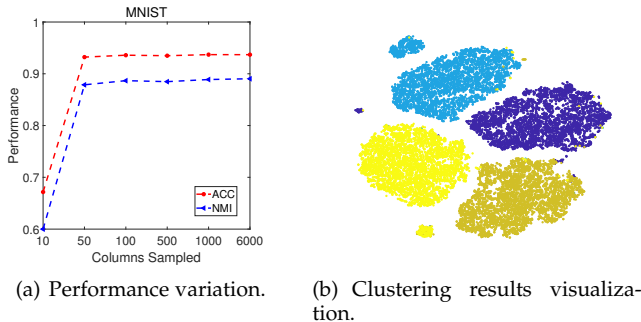 MNIST
1
0.9
0.8
0.7
0.6
Performance
ACC
NMI
10 50 100 500 1000 6000
Columns Sampled
(a) Performance variation.
(b) Clustering results visualiza-
tion.